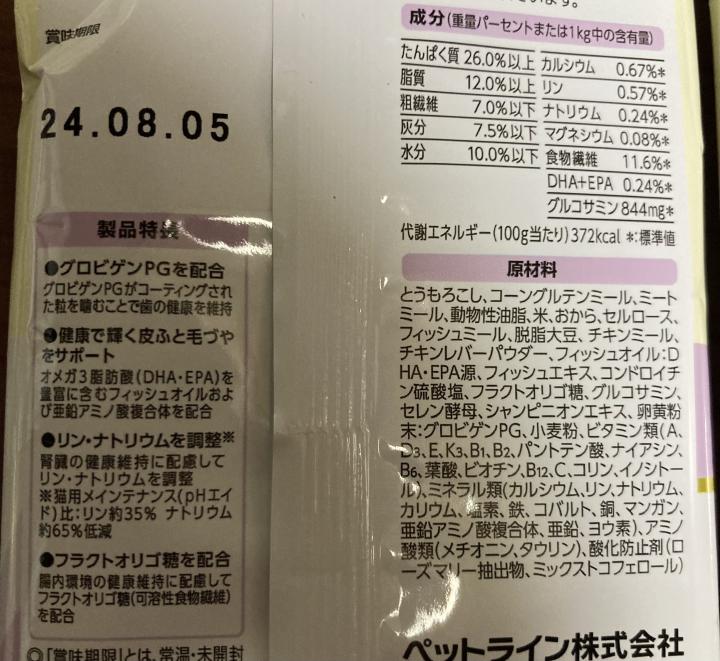 賞味期限
24.08.05
製品特長
●グロビゲンPGを配合
グロビゲンPGがコーティングされ
た粒を噛むことで歯の健康を維持
●健康で輝く皮ふと毛づや
をサポート
オメガ3脂肪酸(DHA・EPA)を
豊富に含むフィッシュオイルおよ
び亜鉛アミノ酸複合体を配合
●リン・ナトリウムを調整※
腎臓の健康維持に配慮して
リン・ナトリウムを調整
※猫用メインテナンス(pHエイ
ド)比:リン約35% ナトリウム
約65%低減
●フラクトオリゴ糖を配合
腸内環境の健康維持に配慮して
フラクトオリゴ糖(可溶性食物繊維)
を配合
◎「賞味期限」とは、常温・未開封
成分(重量パーセントまたは1kg中の含有量)
たんぱく質 26.0%以上 カルシウム 0.67%*
脂質 12.0%以上 リン 0.57%*
粗繊維 7.0%以下 ナトリウム 0.24%*
灰分 7.5%以下 マグネシウム 0.08%*
水分 10.0%以下 食物繊維 11.6%*
DHA+EPA 0.24%*
グルコサミン 844mg*
代謝エネルギー(100g当たり)372kcal *:標準値
原材料
とうもろこし、コーングルテンミール、ミート
ミール、動物性油脂、米、おから、セルロース、
フィッシュミール、脱脂大豆、チキンミール、
チキンレバーパウダー、フィッシュオイル:D
HA・EPA源、フィッシュエキス、コンドロイチ
ン硫酸塩、フラクトオリゴ糖、グルコサミン、
セレン酵母、シャンピニオンエキス、卵黄粉
末:グロビゲンPG、小麦粉、ビタミン類(A、
D3、E、K3、B1、B2、パントテン酸、ナイアシン、
B6、葉酸、ビオチン、B12、C、コリン、イノシトー
ル)、ミネラル類(カルシウム、リン、ナトリウム、
カリウム、塩素、鉄、コバルト、銅、マンガン、
亜鉛アミノ酸複合体、亜鉛、ヨウ素)、アミノ
酸類(メチオニン、タウリン)、酸化防止剤(ロ
ーズマリー抽出物、ミックストコフェロール)
ペットライン株式会社